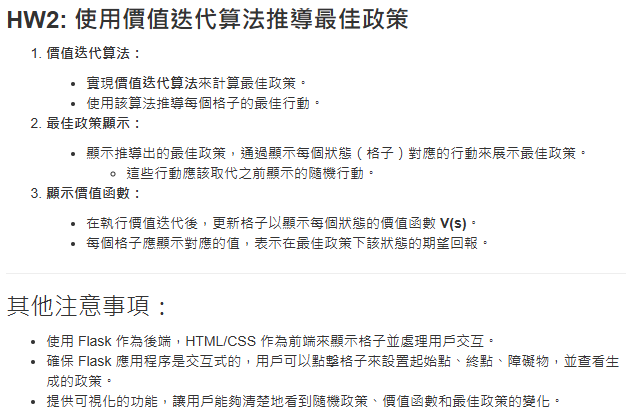 HW2: 使用價值迭代算法推導最佳政策
1. 價值迭代算法：
• 實現價值迭代算法來計算最佳政策。
• 使用該算法推導每個格子的最佳行動。
2. 最佳政策顯示：
• 顯示推導出的最佳政策，通過顯示每個狀態（格子）對應的行動來展示最佳政策。
◦ 這些行動應該取代之前顯示的隨機行動。
3. 顯示價值函數：
• 在執行價值迭代後，更新格子以顯示每個狀態的價值函數 V(s)。
• 每個格子應顯示對應的值，表示在最佳政策下該狀態的期望回報。
其他注意事項：
• 使用 Flask 作為後端，HTML/CSS 作為前端來顯示格子並處理用戶交互。
• 確保 Flask 應用程序是交互式的，用戶可以點擊格子來設置起始點、終點、障礙物，並查看生
成的政策。
• 提供可視化的功能，讓用戶能夠清楚地看到隨機政策、價值函數和最佳政策的變化。